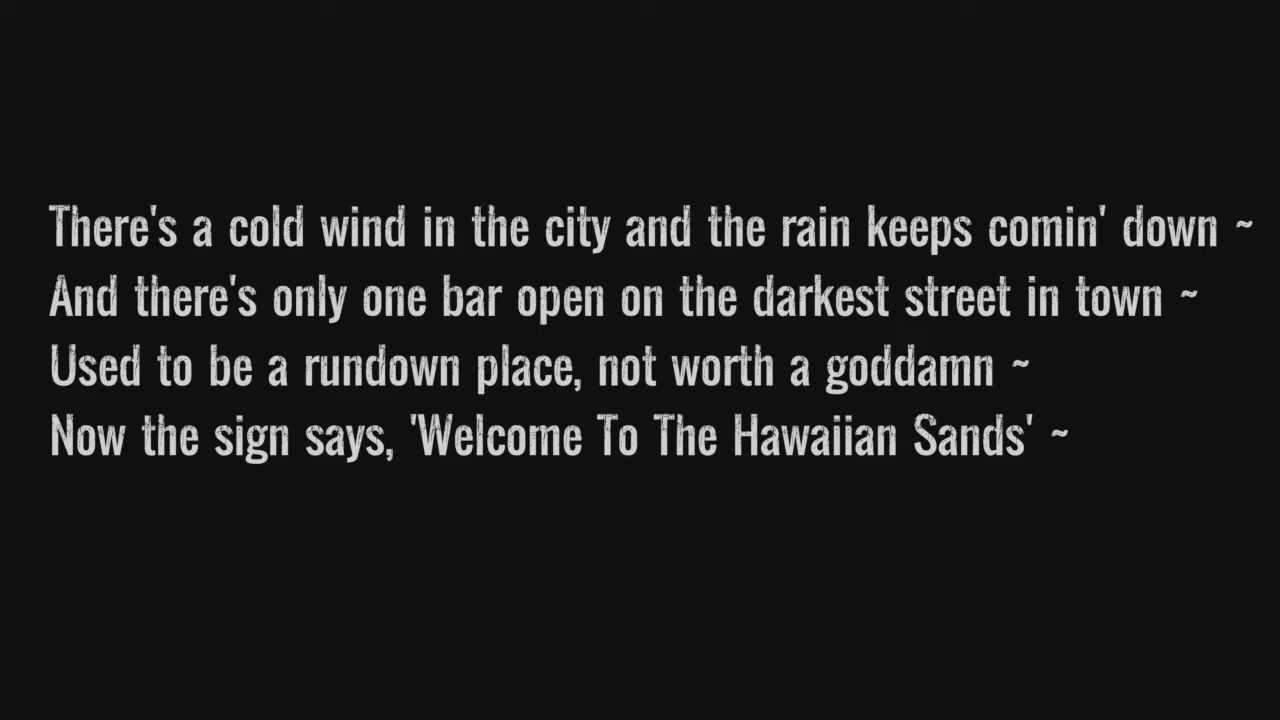 There's a cold wind in the city and the rain keeps comin' down ~
And there's only one bar open on the darkest street in town ~
Used to be a rundown place, not worth a goddamn ~
Now the sign says, 'Welcome To The Hawaiian Sands' ~